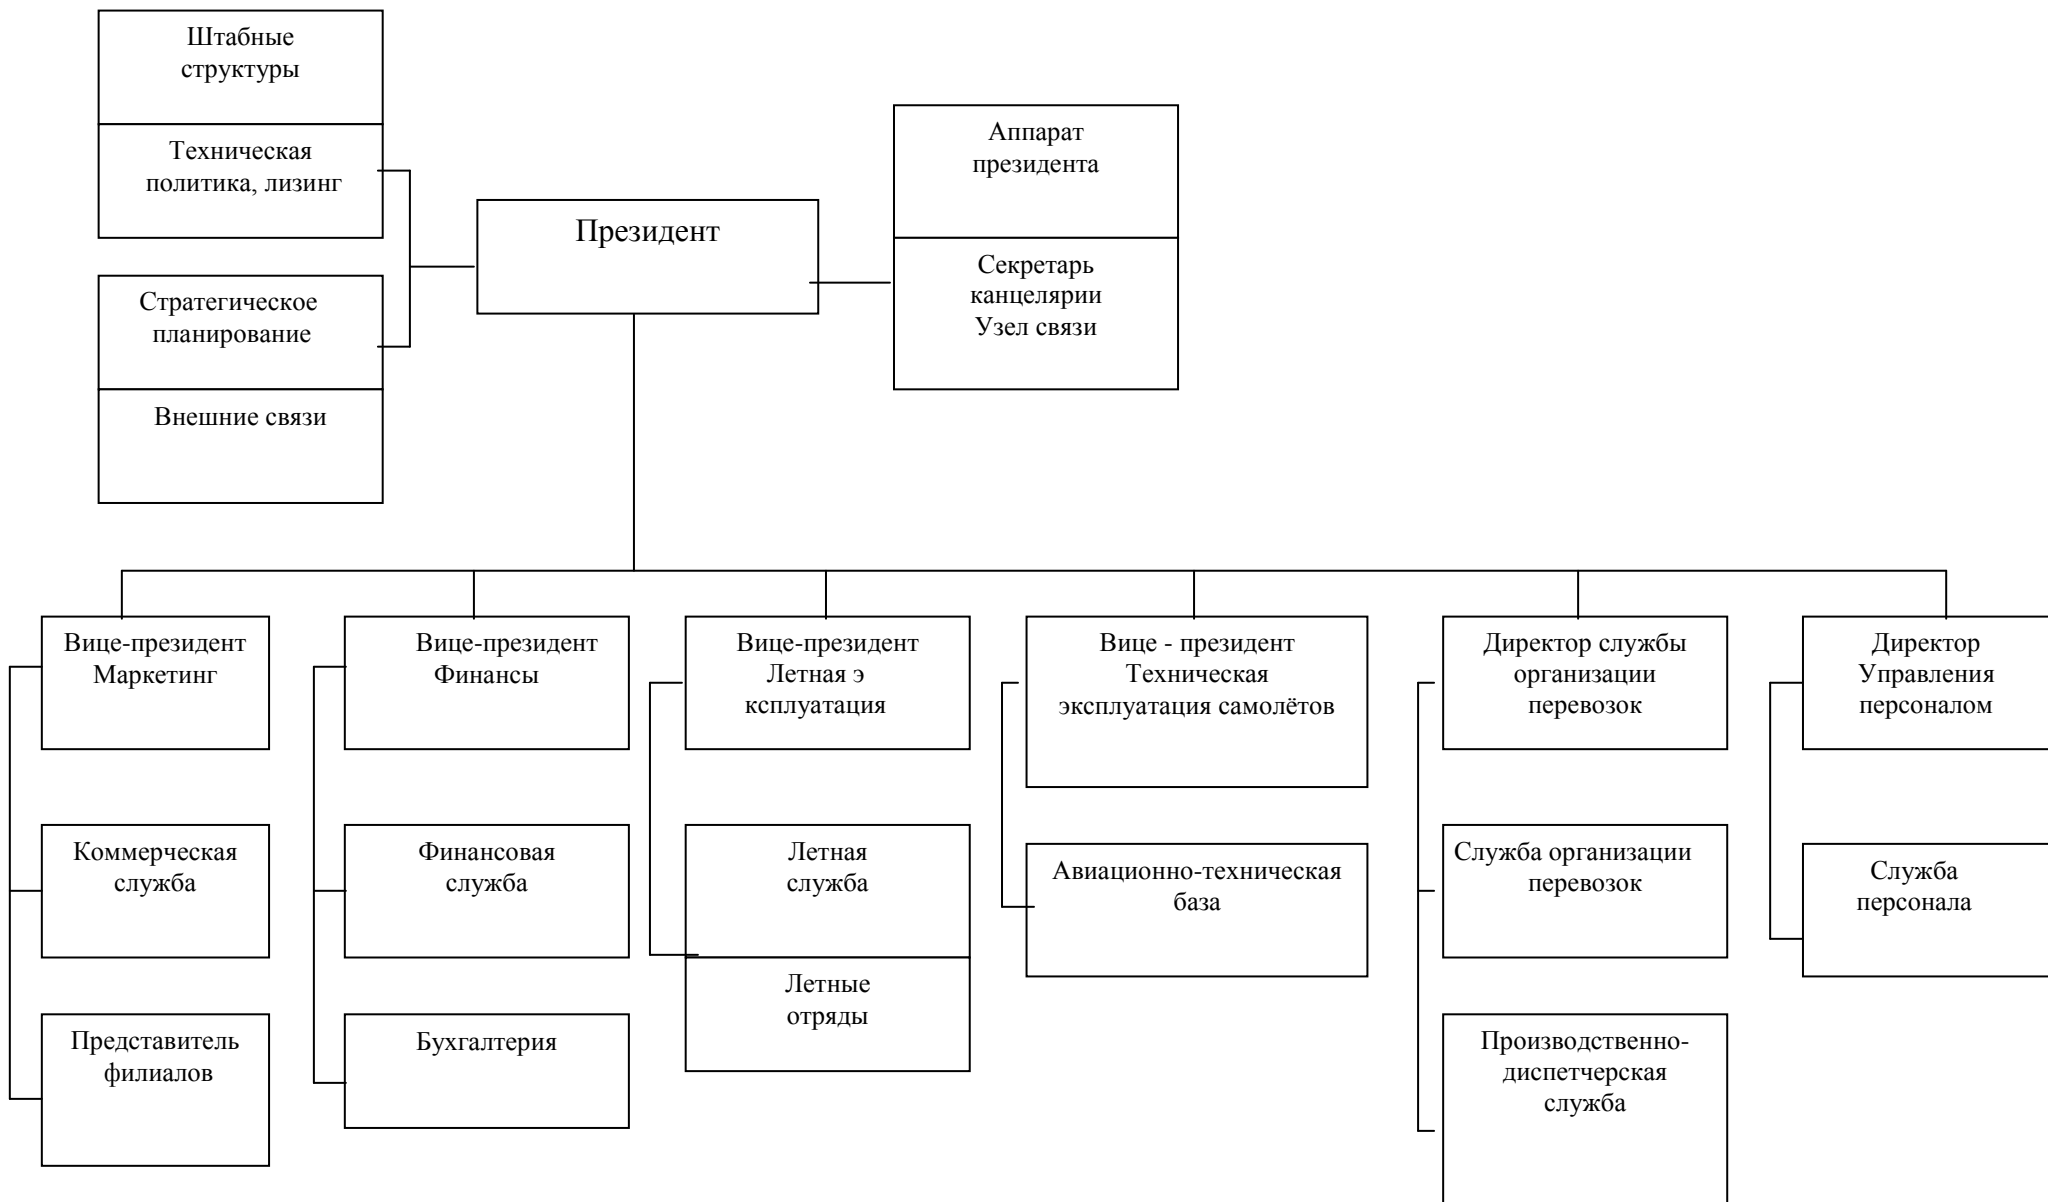 Штабные
структуры
Техническая
политика, лизинг
Стратегическое
планирование
Внешние связи
Президент
Аппарат
президента
Секретарь
канцелярии
Узел связи
Вице-президент
Маркетинг
Коммерческая
служба
Представитель
филиалов
Вице-президент
Финансы
Финансовая
служба
Бухгалтерия
Вице-президент
Летная э
ксплуатация
Летная
служба
Летные
отряды
Вице - президент
Техническая
эксплуатация самолётов
Авиационно-техническая
база
Директор службы
организации
перевозок
Служба организации
перевозок
Производственно-
диспетчерская
служба
Директор
Управления
персоналом
Служба
персонала